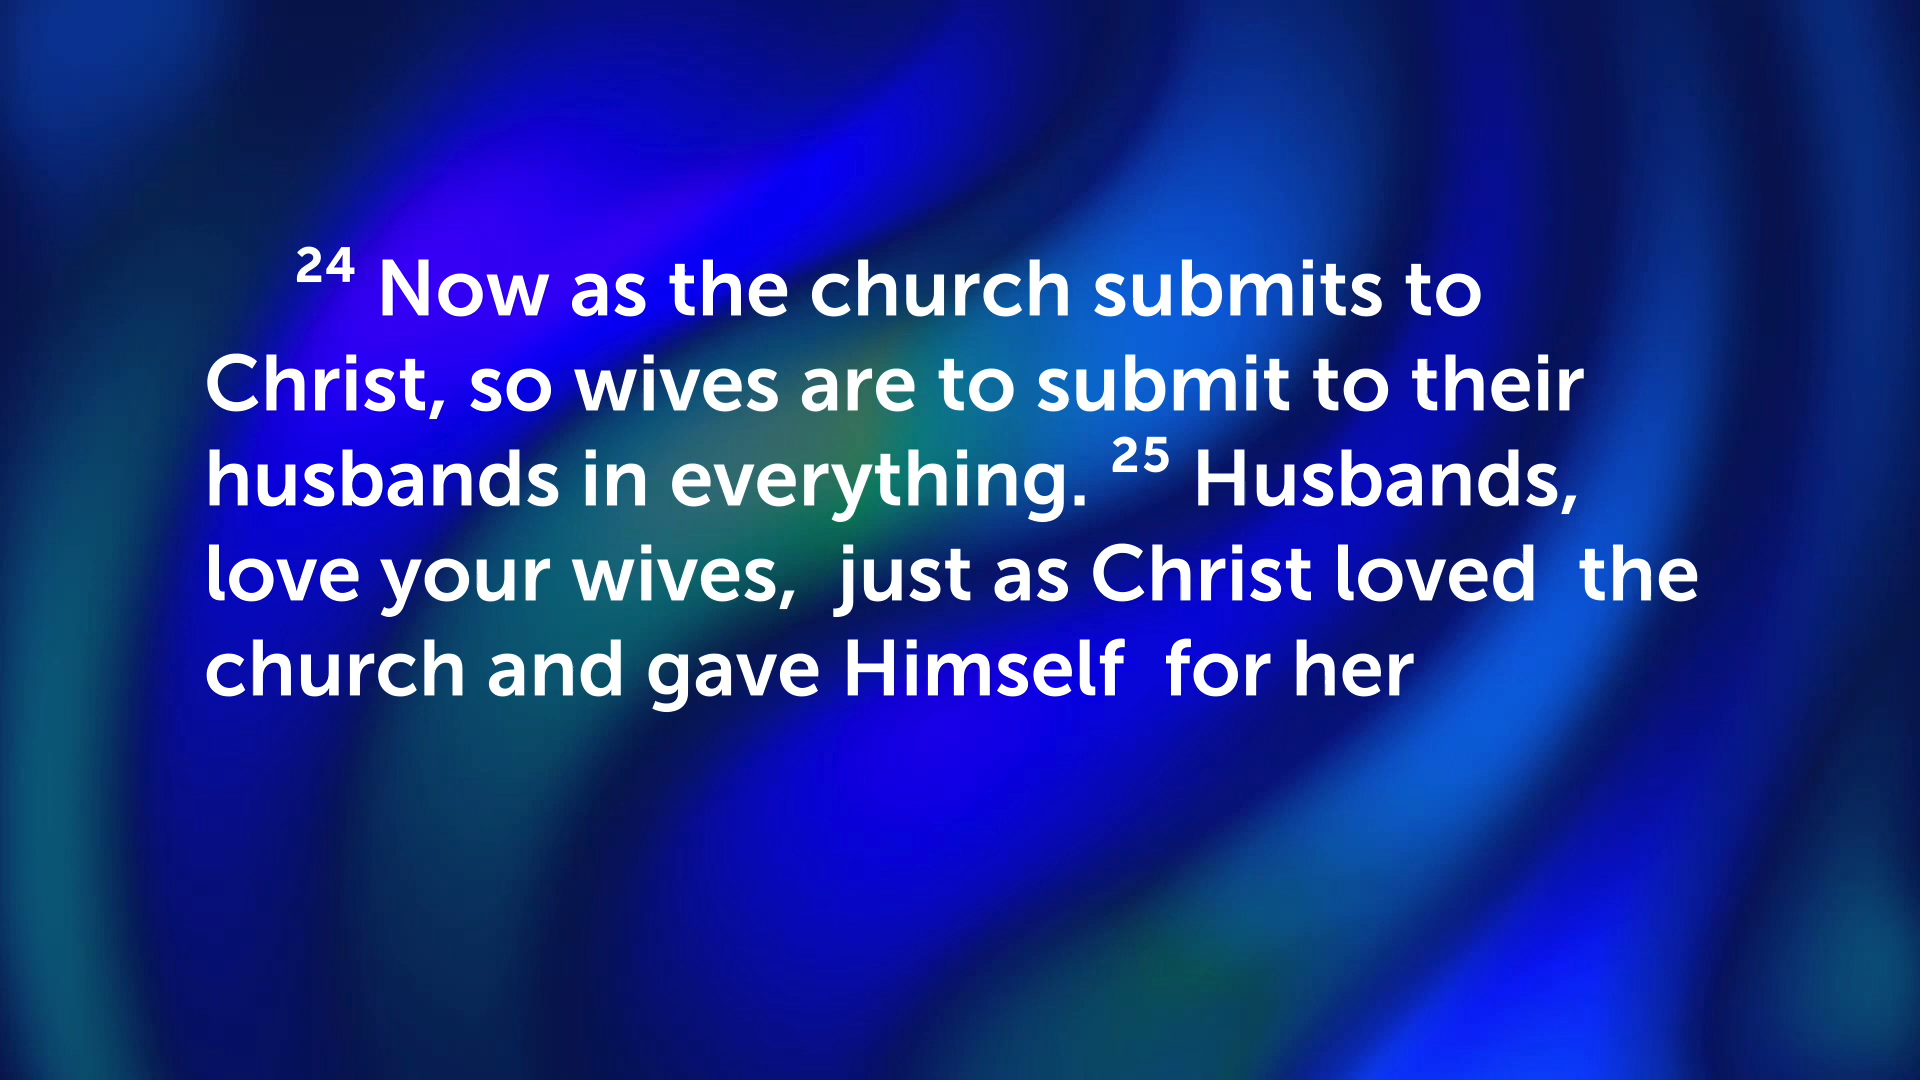 24 Now as the church submits to
Christ, so wives are to submit to their
husbands in everything. 25 Husbands,
love your wives,  just as Christ loved  the
church and gave Himself  for her